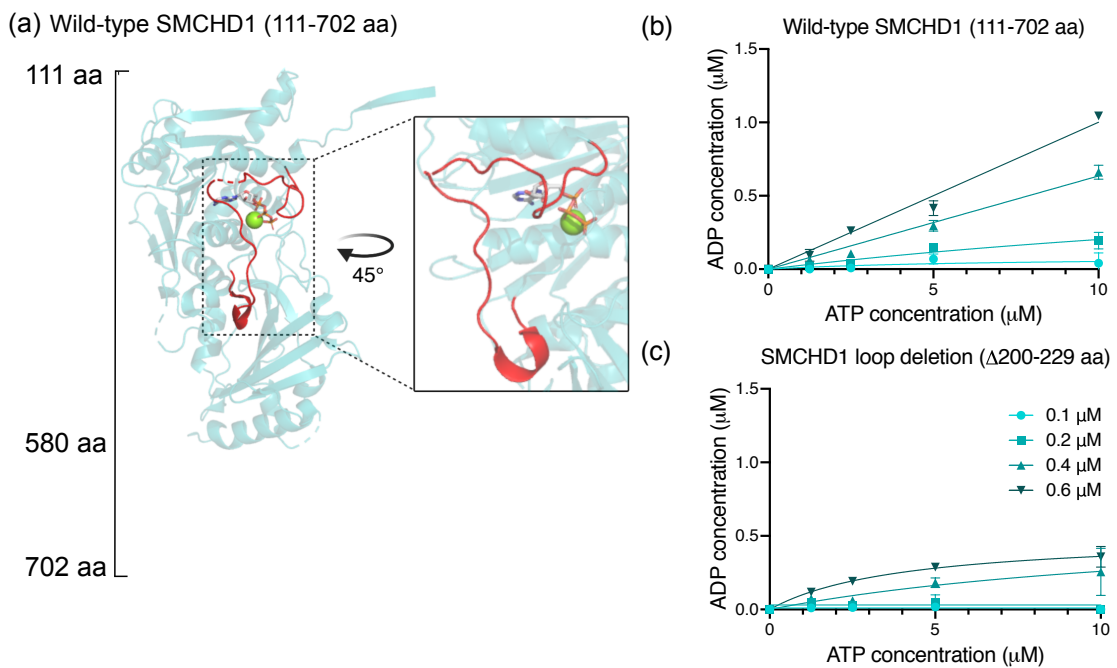 (a) Wild-type SMCHD1 (111-702 aa)
111 aa
45°
580 aa
702 aa
(b)
Wild-type SMCHD1 (111-702 aa)
ADP concentration (μM)
1.5
1.0
0.5
0.0
0
5
10
ATP concentration (μM)
(c)
SMCHD1 loop deletion (Δ200-229 aa)
ADP concentration (μM)
1.5
1.0
0.5
0.0
0.1 μM
0.2 μM
0.4 μM
0.6 μM
0
5
10
ATP concentration (μM)